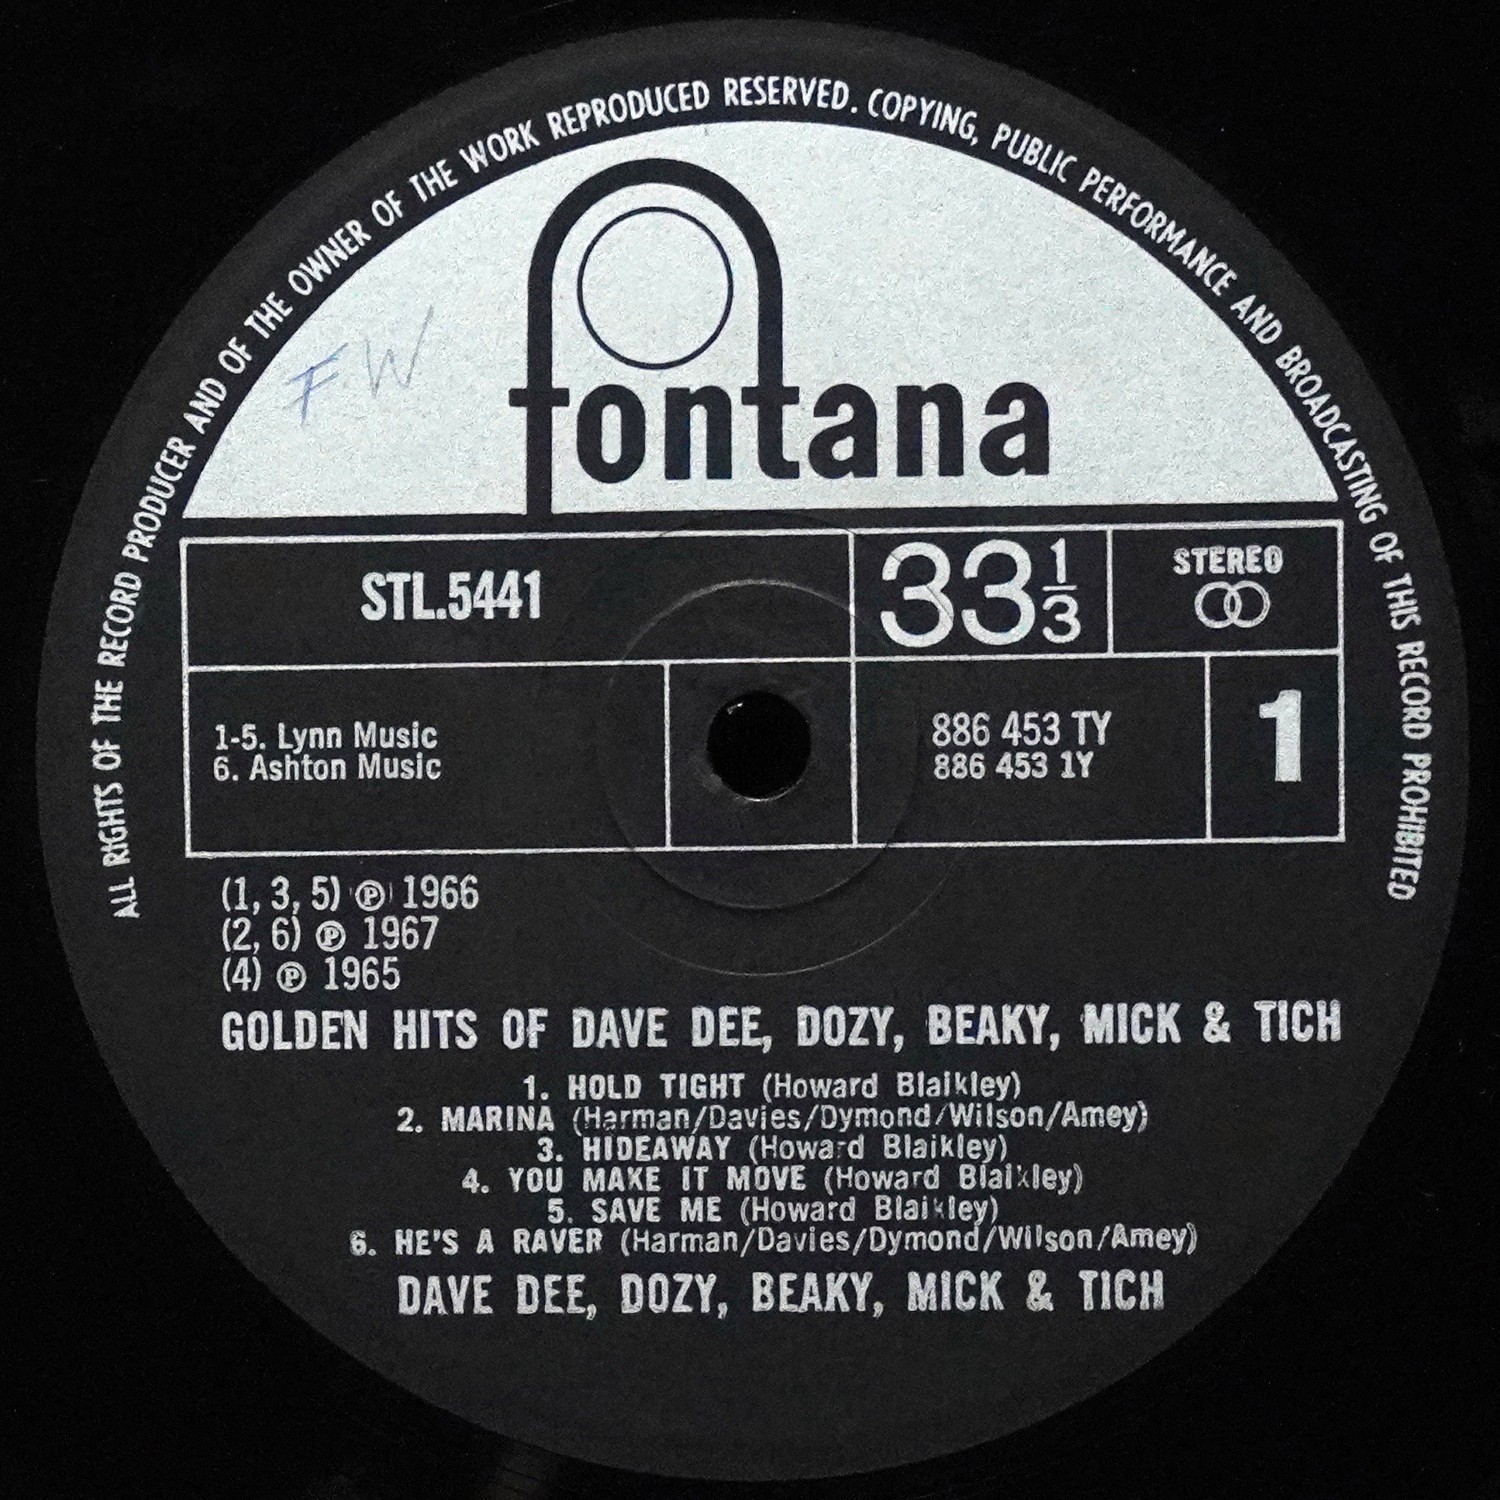 ALL RIGHTS OF THE RECORD PRODUCER AND OF THE OWNER OF THE WORK REPRODUCED RESERVED. COPYING, PUBLIC PERFORMANCE AND BROADCASTING OF THIS RECORD PROHIBITED
F.W
fontana
STL.5441
33 1/3
STEREO
1-5. Lynn Music
6. Ashton Music
886 453 TY
886 453 1Y
1
(1, 3, 5) ℗ 1966
(2, 6) ℗ 1967
(4) ℗ 1965
GOLDEN HITS OF DAVE DEE, DOZY, BEAKY, MICK & TICH
1. HOLD TIGHT (Howard Blaikley)
2. MARINA (Harman/Davies/Dymond/Wilson/Amey)
3. HIDEAWAY (Howard Blaikley)
4. YOU MAKE IT MOVE (Howard Blaikley)
5. SAVE ME (Howard Blaikley)
6. HE'S A RAVER (Harman/Davies/Dymond/Wilson/Amey)
DAVE DEE, DOZY, BEAKY, MICK & TICH